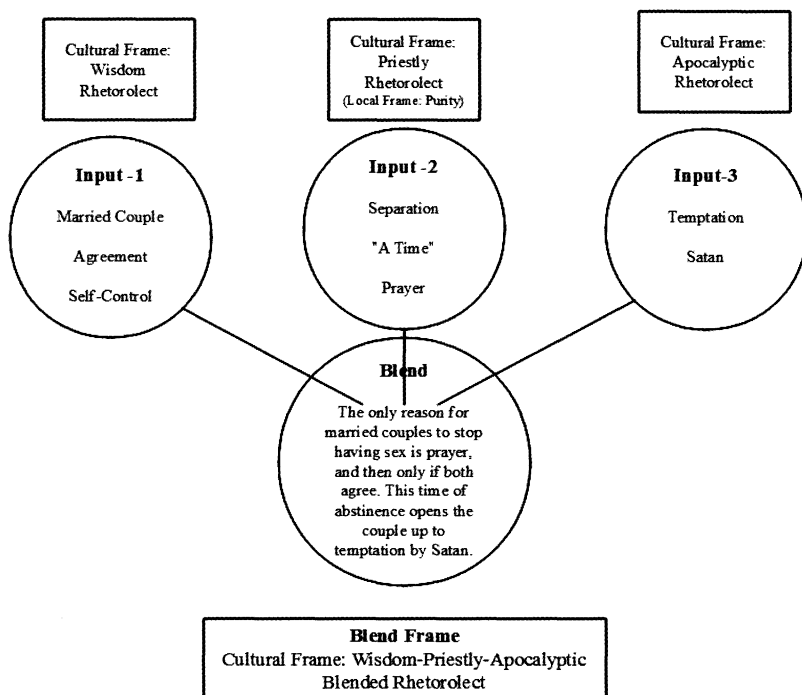 Cultural Frame:
Wisdom
Rhetorolect
Cultural Frame:
Priestly
Rhetorolect
(Local Frame: Purity)
Cultural Frame:
Apocalyptic
Rhetorolect
Input -1
Married Couple
Agreement
Self-Control
Input -2
Separation
"A Time"
Prayer
Input-3
Temptation
Satan
Blend
The only reason for
married couples to stop
having sex is prayer,
and then only if both
agree. This time of
abstinence opens the
couple up to
temptation by Satan.
Blend Frame
Cultural Frame: Wisdom-Priestly-Apocalyptic
Blended Rhetorolect